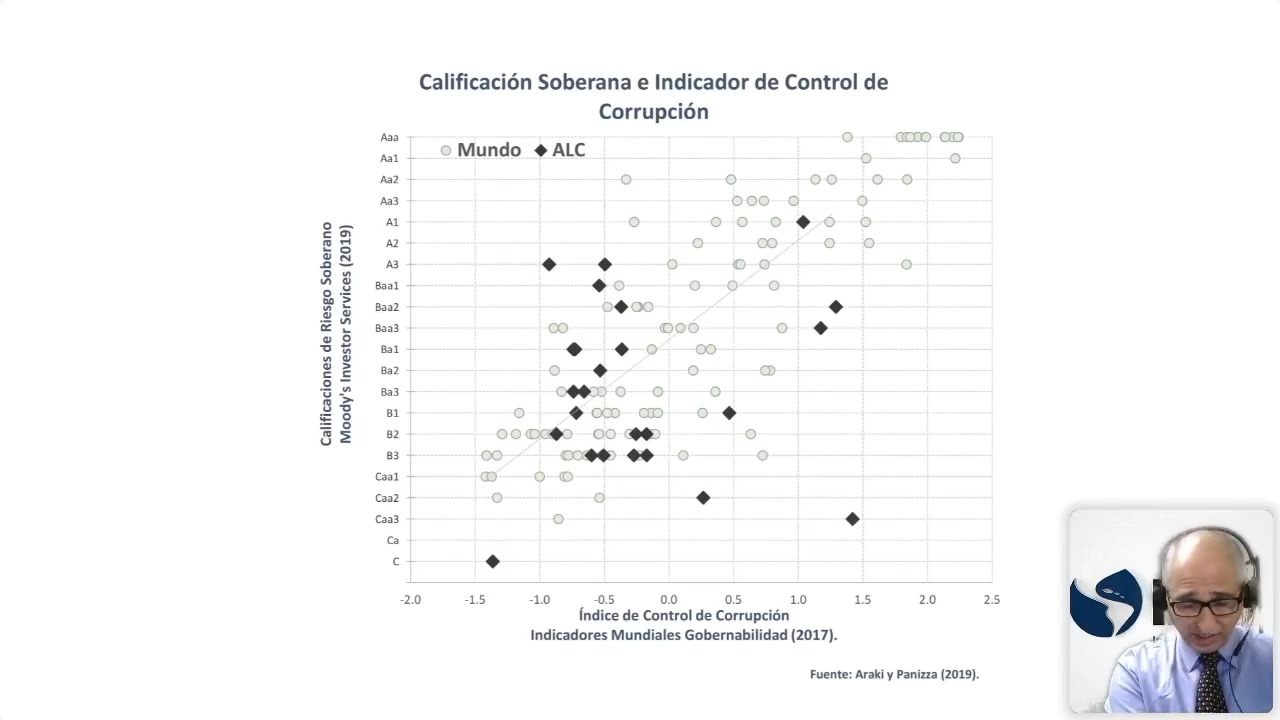 Calificación Soberana e Indicador de Control de
Corrupción
Mundo
ALC
Calificaciones de Riesgo Soberano
Moody's Investor Services (2019)
Aaa
Aa1
Aa2
Aa3
A1
A2
A3
Baa1
Baa2
Baa3
Ba1
Ba2
Ba3
B1
B2
B3
Caa1
Caa2
Caa3
Ca
C
-2.0 -1.5 -1.0 -0.5 0.0 0.5 1.0 1.5 2.0 2.5
Índice de Control de Corrupción
Indicadores Mundiales Gobernabilidad (2017).
Fuente: Araki y Panizza (2019).